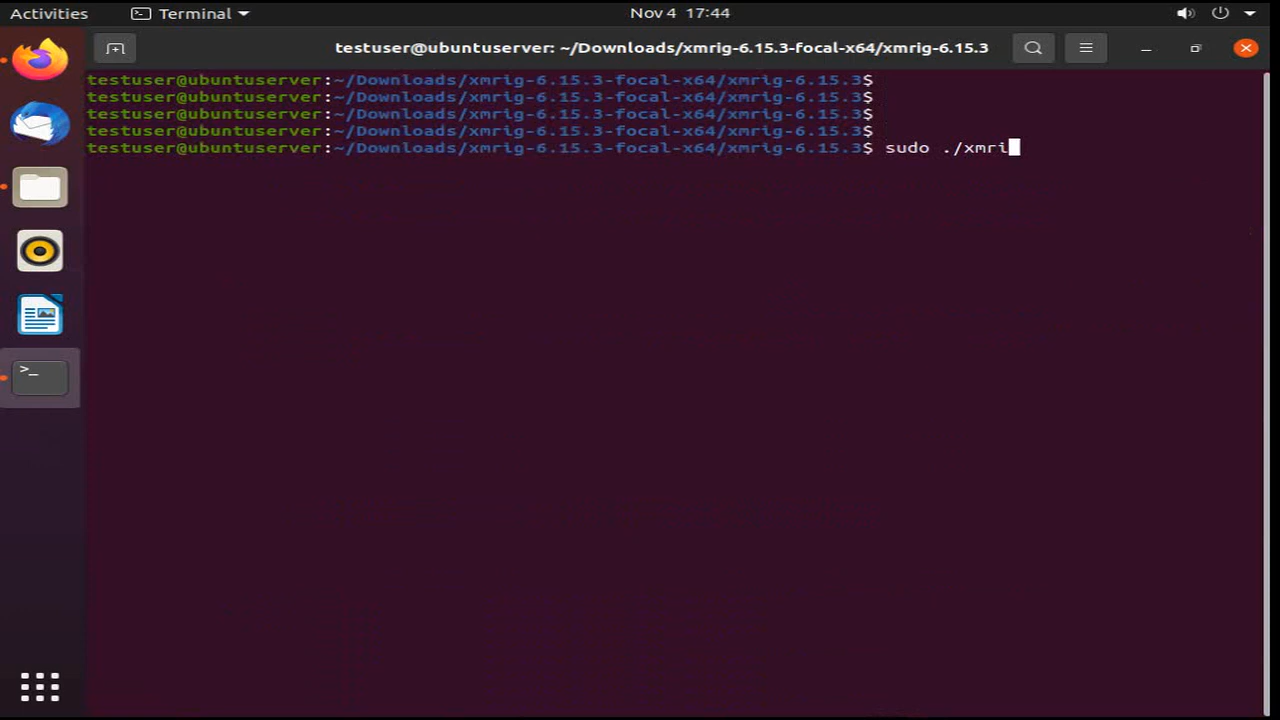 Activities Terminal Nov 4 17:44
testuser@ubuntuserver: ~/Downloads/xmrig-6.15.3-focal-x64/xmrig-6.15.3
testuser@ubuntuserver:~/Downloads/xmrig-6.15.3-focal-x64/xmrig-6.15.3$
testuser@ubuntuserver:~/Downloads/xmrig-6.15.3-focal-x64/xmrig-6.15.3$
testuser@ubuntuserver:~/Downloads/xmrig-6.15.3-focal-x64/xmrig-6.15.3$
testuser@ubuntuserver:~/Downloads/xmrig-6.15.3-focal-x64/xmrig-6.15.3$
testuser@ubuntuserver:~/Downloads/xmrig-6.15.3-focal-x64/xmrig-6.15.3$ sudo ./xmri
>_